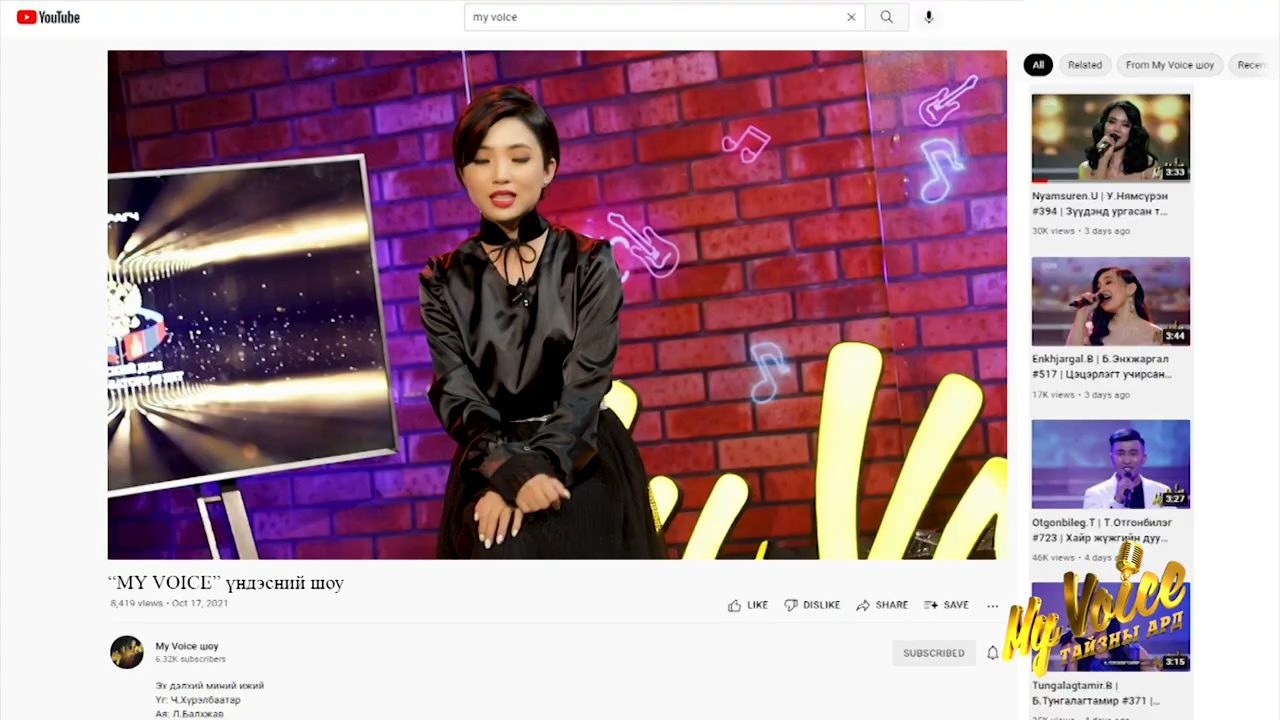 YouTube
my voice
All
Related
From My Voice шоу
3:33
Nyamsuren.U | У.Нямсүрэн
#394 | Зүүдэнд ургасан т...
30K views • 3 days ago
3:44
Enkhjargal.B | Б.Энхжаргал
#517 | Цэцэрлэгт учирсан...
17K views • 3 days ago
3:27
Otgonbileg.T | Т.Отгонбилэг
#723 | Хайр жүжгийн дуу...
46K views • 4 days
My Voice
ТАЙЗНЫ АРД
3:15
Tungalagtamir.B |
Б.Тунгалагтамир #371 |...
“MY VOICE” үндэсний шоу
8,419 views • Oct 17, 2021
LIKE
DISLIKE
SHARE
SAVE
My Voice шоу
6.32K subscribers
SUBSCRIBED
Эх дэлхий миний ижий
Үг: Ч.Хүрэлбаатар
Ая: Л.Балхжав